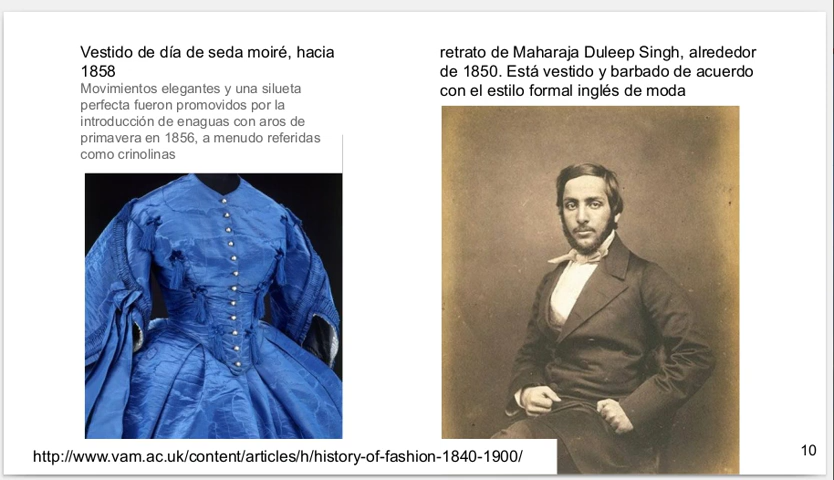 Vestido de día de seda moiré, hacia
1858
Movimientos elegantes y una silueta
perfecta fueron promovidos por la
introducción de enaguas con aros de
primavera en 1856, a menudo referidas
como crinolinas
retrato de Maharaja Duleep Singh, alrededor
de 1850. Está vestido y barbado de acuerdo
con el estilo formal inglés de moda
http://www.vam.ac.uk/content/articles/h/history-of-fashion-1840-1900/
10